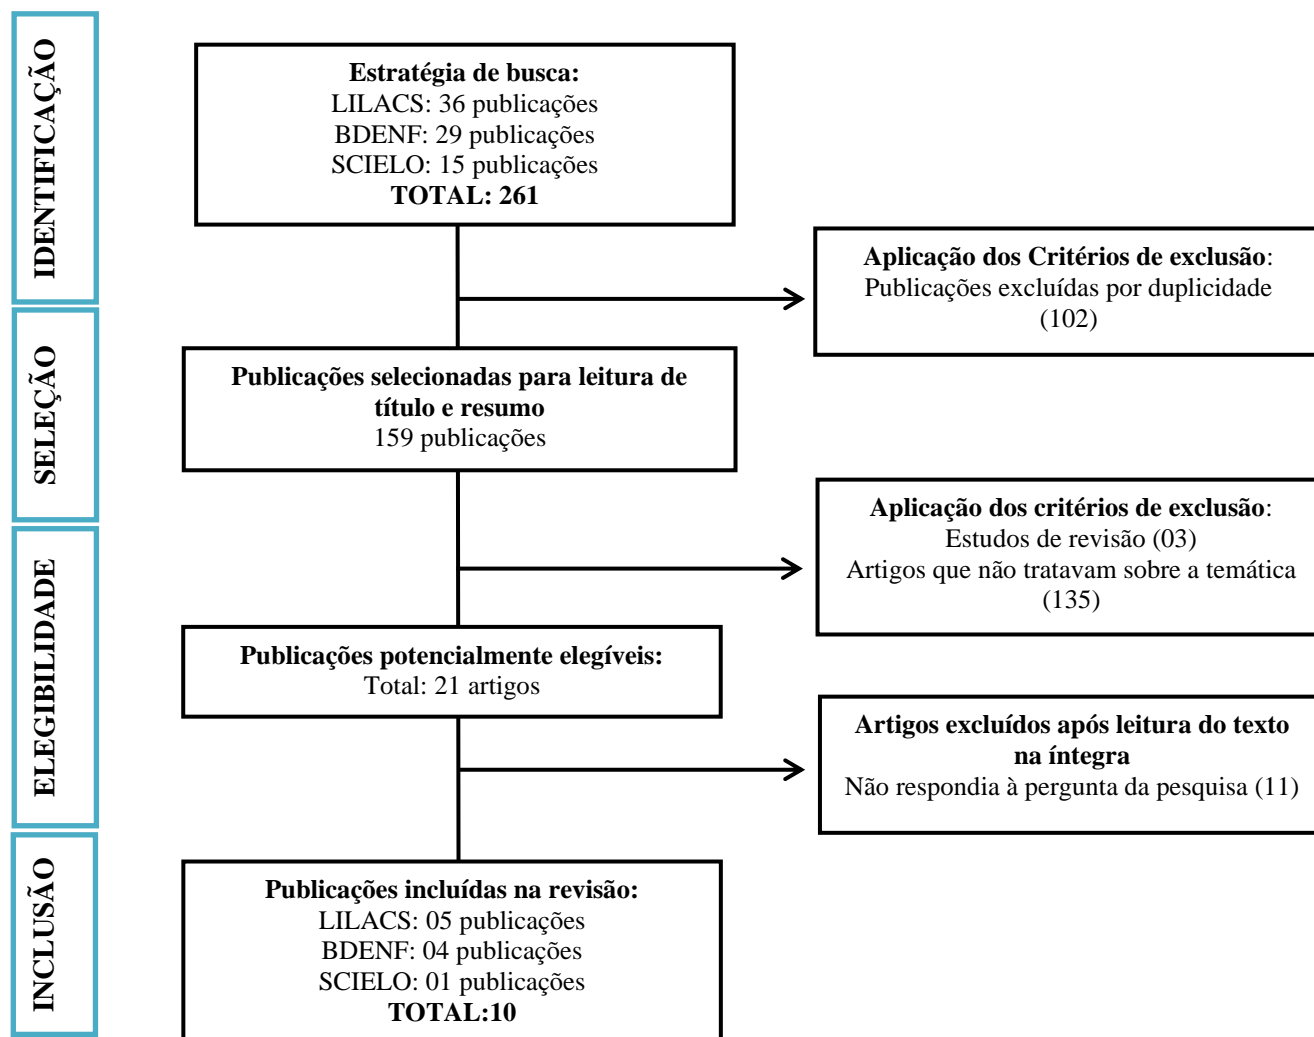 IDENTIFICAÇÃO
Estratégia de busca:
LILACS: 36 publicações
BDENF: 29 publicações
SCIELO: 15 publicações
TOTAL: 261
Aplicação dos Critérios de exclusão:
Publicações excluídas por duplicidade
(102)
SELEÇÃO
Publicações selecionadas para leitura de
título e resumo
159 publicações
Aplicação dos critérios de exclusão:
Estudos de revisão (03)
Artigos que não tratavam sobre a temática
(135)
ELEGIBILIDADE
Publicações potencialmente elegíveis:
Total: 21 artigos
Artigos excluídos após leitura do texto
na íntegra
Não respondia à pergunta da pesquisa (11)
INCLUSÃO
Publicações incluídas na revisão:
LILACS: 05 publicações
BDENF: 04 publicações
SCIELO: 01 publicações
TOTAL:10